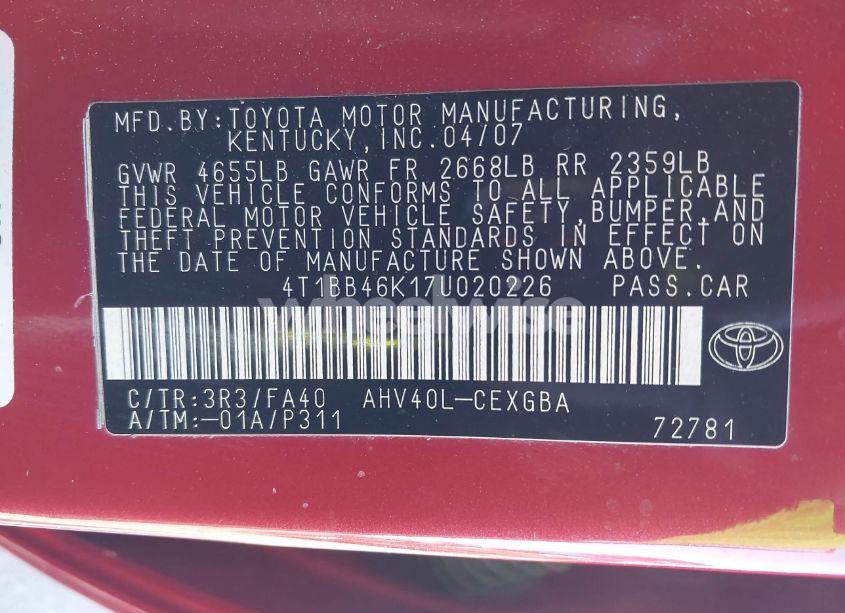 MFD.BY:TOYOTA MOTOR MANUFACTURING,
KENTUCKY,INC.04/07
GVWR 4655LB GAWR FR 2668LB RR 2359LB
THIS VEHICLE CONFORMS TO ALL APPLICABLE
FEDERAL MOTOR VEHICLE SAFETY,BUMPER,AND
THEFT PREVENTION STANDARDS IN EFFECT ON
THE DATE OF MANUFACTURE SHOWN ABOVE.
4T1BB46K17U020226 PASS.CAR
wheelwise
C/TR:3R3/FA40 AHV40L-CEXGBA
A/TM:-01A/P311 72781